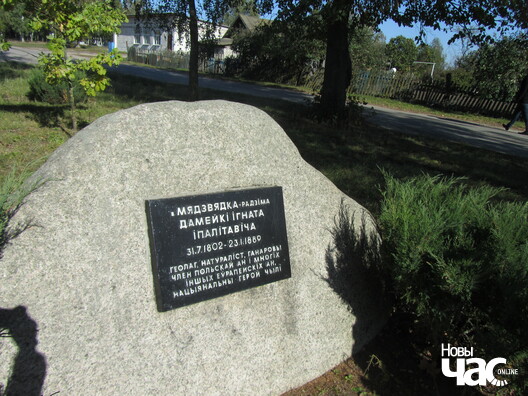 в МЯДЗВЯДКА-РАДЗІМА
ДАМЕЙКІ ІГНАТА
ІПАЛІТАВІЧА
31.7.1802-23.1.1889
ГЕОЛАГ, НАТУРАЛІСТ, ГАНАРОВЫ
ЧЛЕН ПОЛЬСКАЙ АН І МНОГІХ
ІНШЫХ ЕЎРАПЕЙСКІХ АН,
НАЦЫЯНАЛЬНЫ ГЕРОЙ ЧЫЛІ
НОВЫ
ЧАС
ONLINE